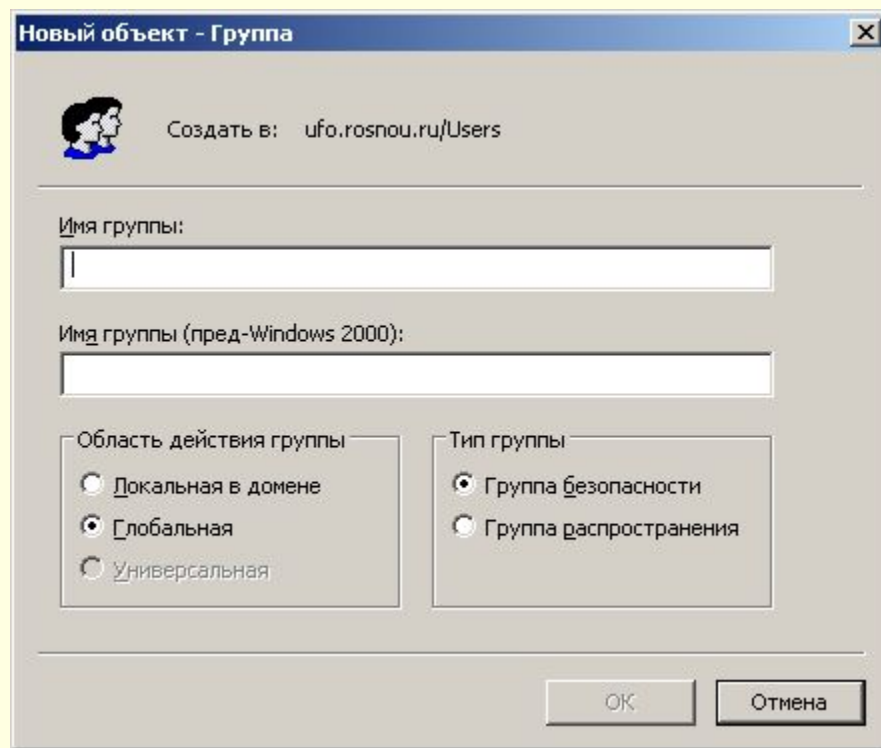 Новый объект - Группа
Создать в: ufo.rosnou.ru/Users
Имя группы:
Имя группы (пред-Windows 2000):
Область действия группы
Локальная в домене
Глобальная
Универсальная
Тип группы
Группа безопасности
Группа распространения
OK
Отмена